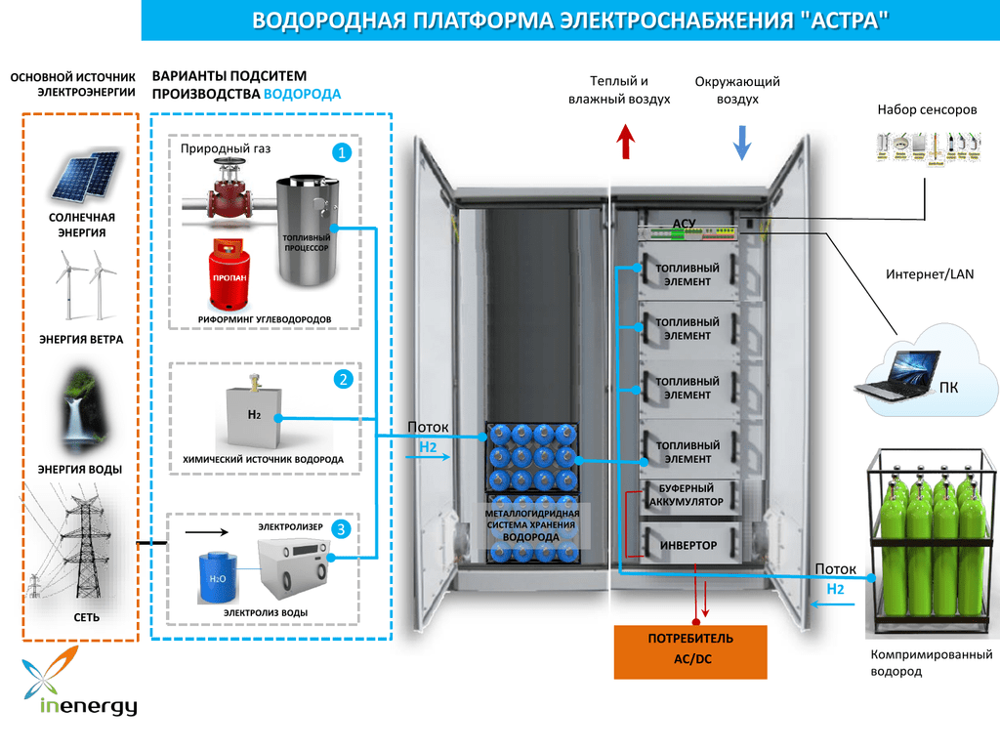 ВОДОРОДНАЯ ПЛАТФОРМА ЭЛЕКТРОСНАБЖЕНИЯ "АСТРА"
ОСНОВНОЙ ИСТОЧНИК
ЭЛЕКТРОЭНЕРГИИ
СОЛНЕЧНАЯ
ЭНЕРГИЯ
ЭНЕРГИЯ ВЕТРА
ЭНЕРГИЯ ВОДЫ
СЕТЬ
ВАРИАНТЫ ПОДСИТЕМ
ПРОИЗВОДСТВА ВОДОРОДА
Природный газ
1
ТОПЛИВНЫЙ
ПРОЦЕССОР
ПРОПАН
РИФОРМИНГ УГЛЕВОДОРОДОВ
2
H2
ХИМИЧЕСКИЙ ИСТОЧНИК ВОДОРОДА
ЭЛЕКТРОЛИЗЕР
3
H2O
ЭЛЕКТРОЛИЗ ВОДЫ
Поток
H2
Теплый и
влажный воздух
Окружающий
воздух
АСУ
ТОПЛИВНЫЙ
ЭЛЕМЕНТ
ТОПЛИВНЫЙ
ЭЛЕМЕНТ
ТОПЛИВНЫЙ
ЭЛЕМЕНТ
ТОПЛИВНЫЙ
ЭЛЕМЕНТ
БУФЕРНЫЙ
АККУМУЛЯТОР
ИНВЕРТОР
МЕТАЛЛОГИДРИДНАЯ
СИСТЕМА ХРАНЕНИЯ
ВОДОРОДА
ПОТРЕБИТЕЛЬ
AC/DC
Набор сенсоров
Интернет/LAN
ПК
Поток
H2
Компримированный
водород
inenergy